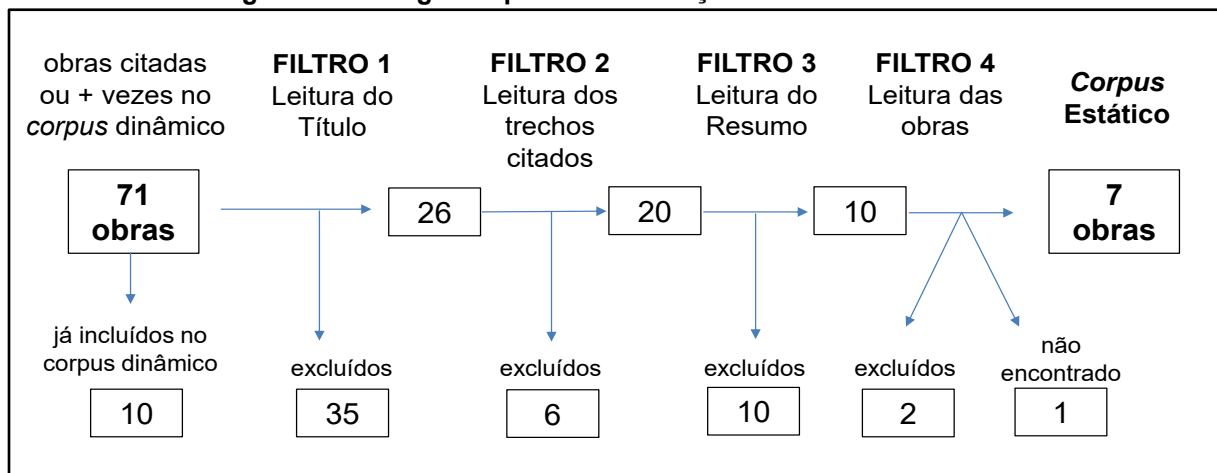 obras citadas
ou + vezes no
corpus dinâmico
71
obras
já incluídos no
corpus dinâmico
10
FILTRO 1
Leitura do
Título
excluídos
35
26
FILTRO 2
Leitura dos
trechos
citados
excluídos
6
20
FILTRO 3
Leitura do
Resumo
excluídos
10
10
FILTRO 4
Leitura das
obras
excluídos
2
não
encontrado
1
Corpus
Estático
7
obras